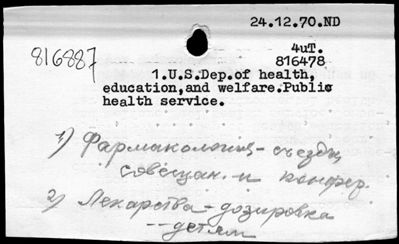 24.12.70.ND
816887
4uT.
816478
1.U.S.Dep.of health,
education,and welfare.Public
health service.
1) Фармакология – съезды,
совещан. и конфер.
2) Лекарства – дозировка
-- детям